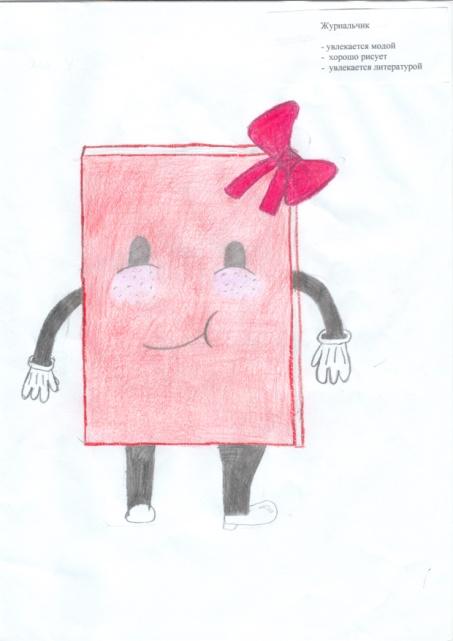 Журнальчик
- увлекается модой
- хорошо рисует
- увлекается литературой